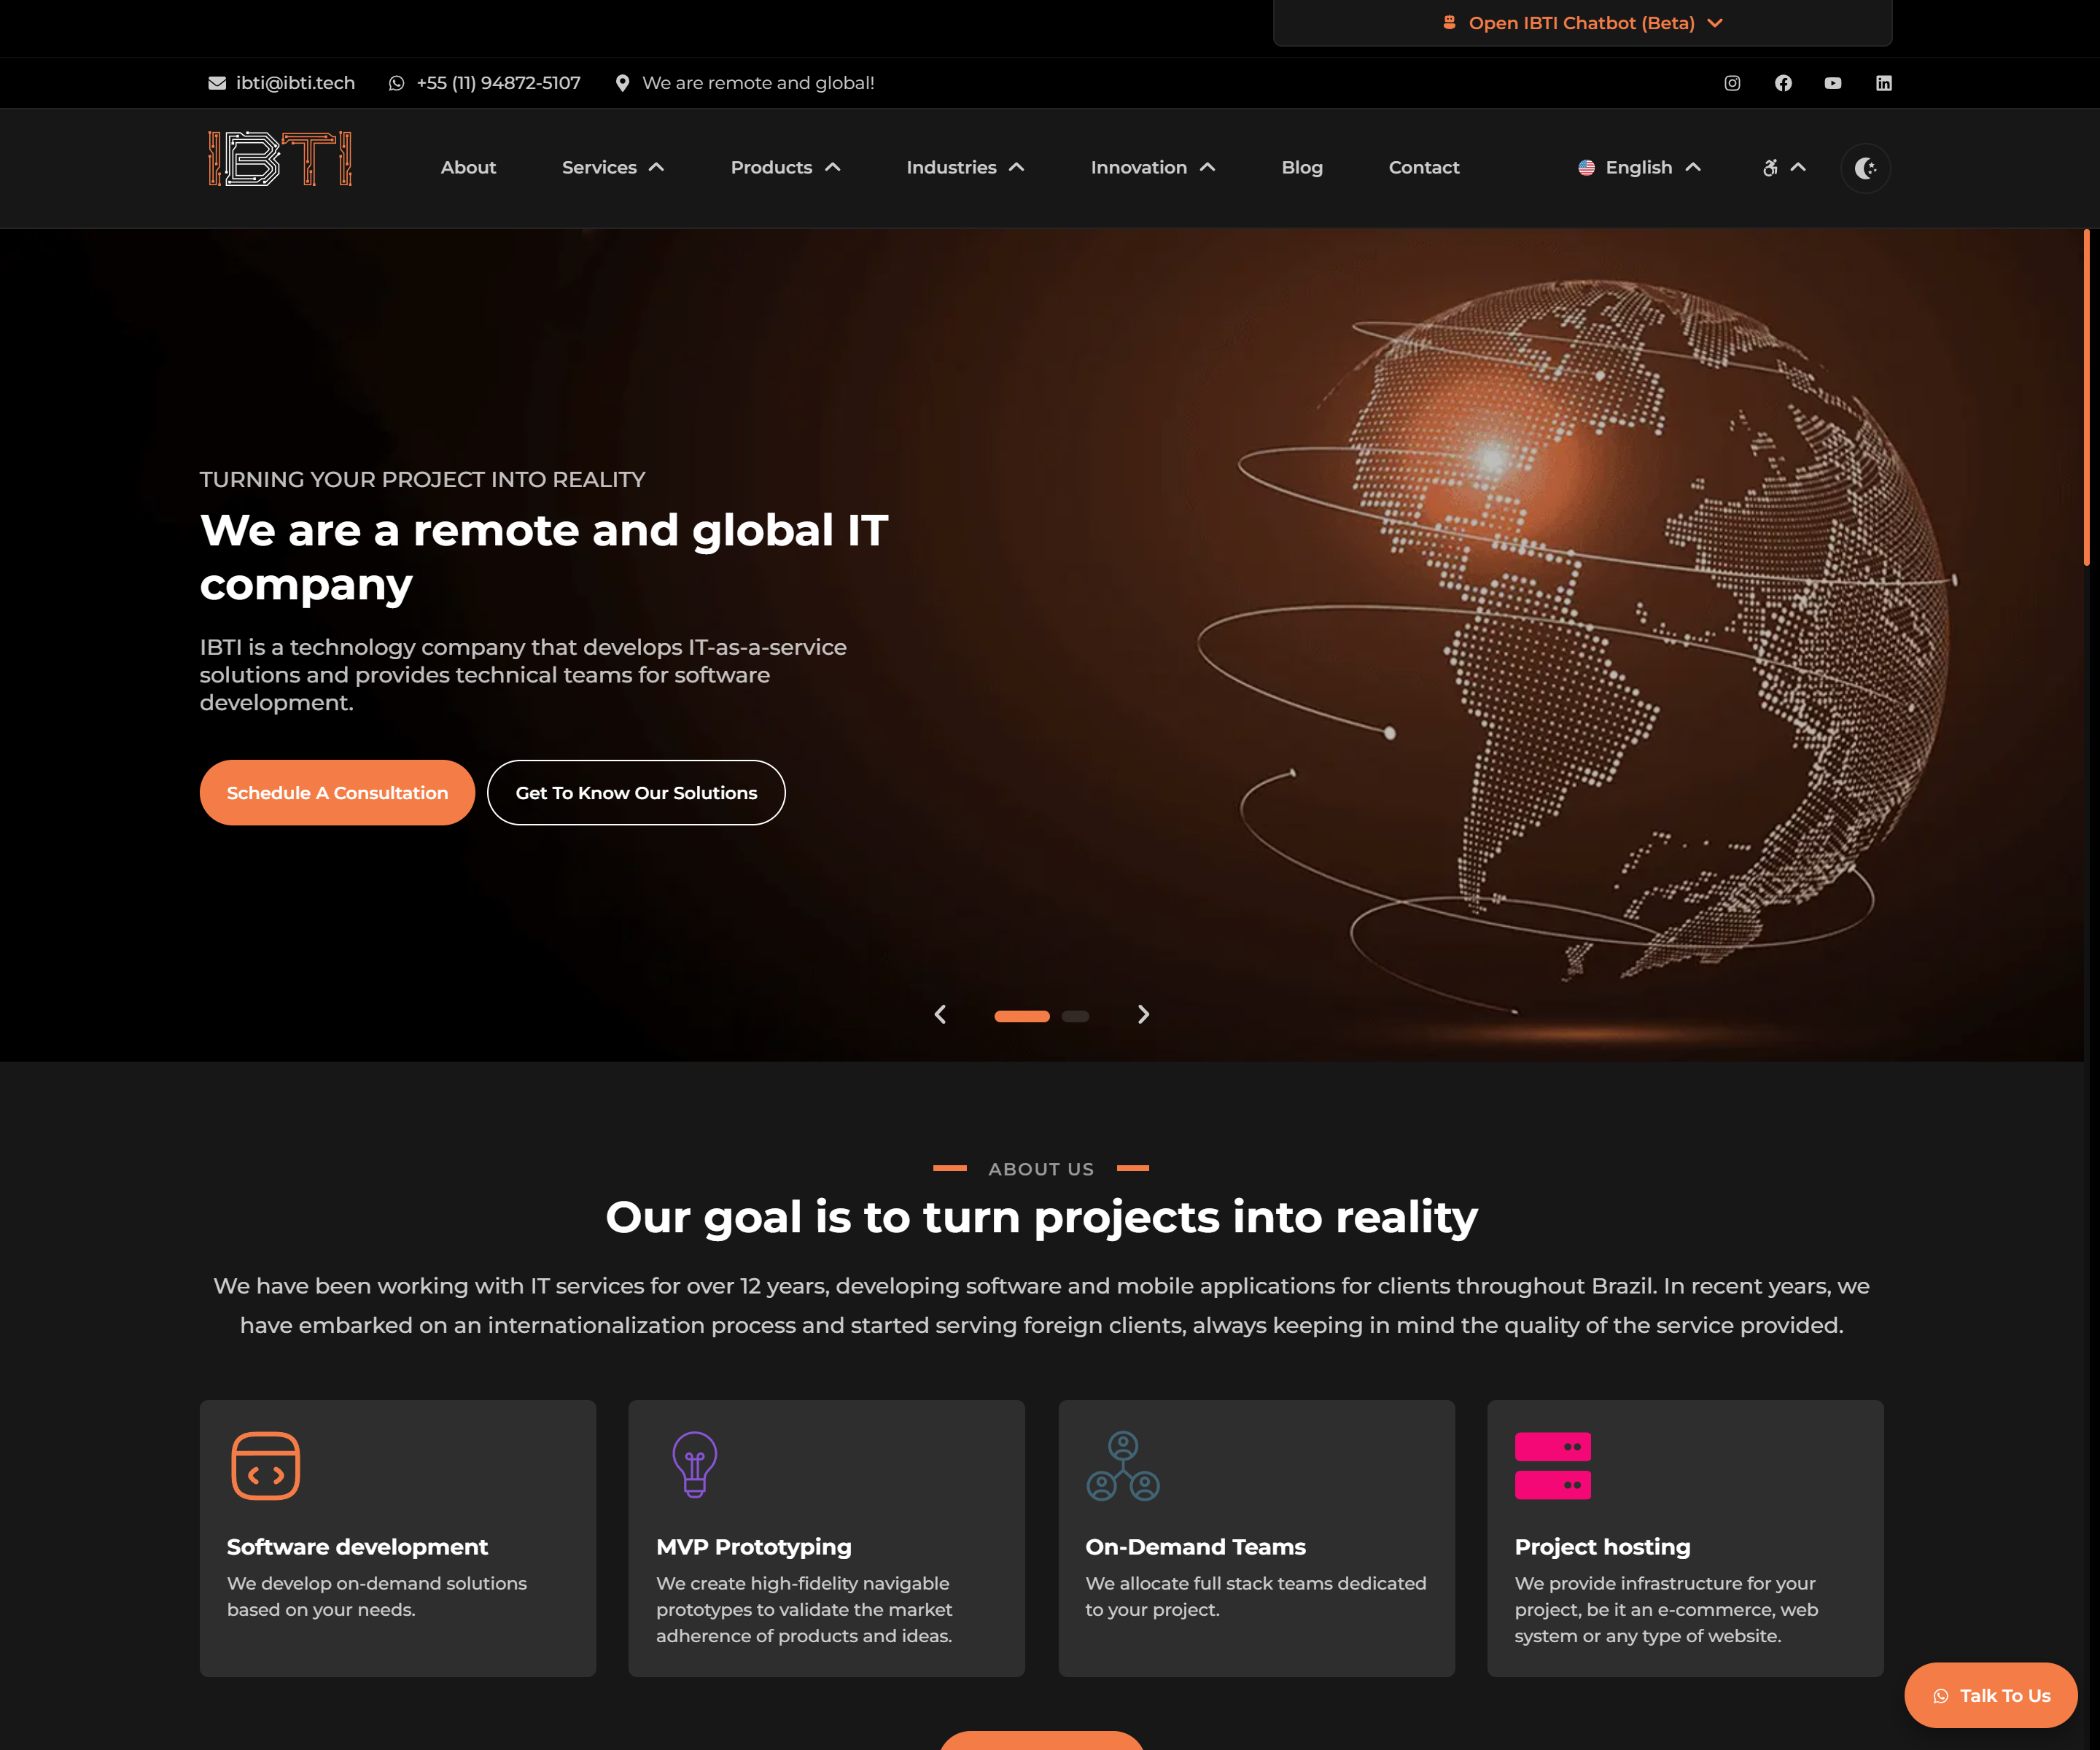 Open IBTI Chatbot (Beta)
ibti@ibti.tech
+55 (11) 94872-5107
We are remote and global!
IBTI
About
Services
Products
Industries
Innovation
Blog
Contact
English
TURNING YOUR PROJECT INTO REALITY
We are a remote and global IT
company
IBTI is a technology company that develops IT-as-a-service
solutions and provides technical teams for software
development.
Schedule A Consultation
Get To Know Our Solutions
ABOUT US
Our goal is to turn projects into reality
We have been working with IT services for over 12 years, developing software and mobile applications for clients throughout Brazil. In recent years, we
have embarked on an internationalization process and started serving foreign clients, always keeping in mind the quality of the service provided.
Software development
We develop on-demand solutions
based on your needs.
MVP Prototyping
We create high-fidelity navigable
prototypes to validate the market
adherence of products and ideas.
On-Demand Teams
We allocate full stack teams dedicated
to your project.
Project hosting
We provide infrastructure for your
project, be it an e-commerce, web
system or any type of website.
Talk To Us